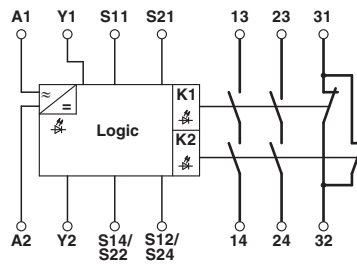 A1 Y1 S11 S21 13 23 31
≈
=
K1
Logic
K2
A2 Y2 S14/ S12/ 14 24 32
S22 S24